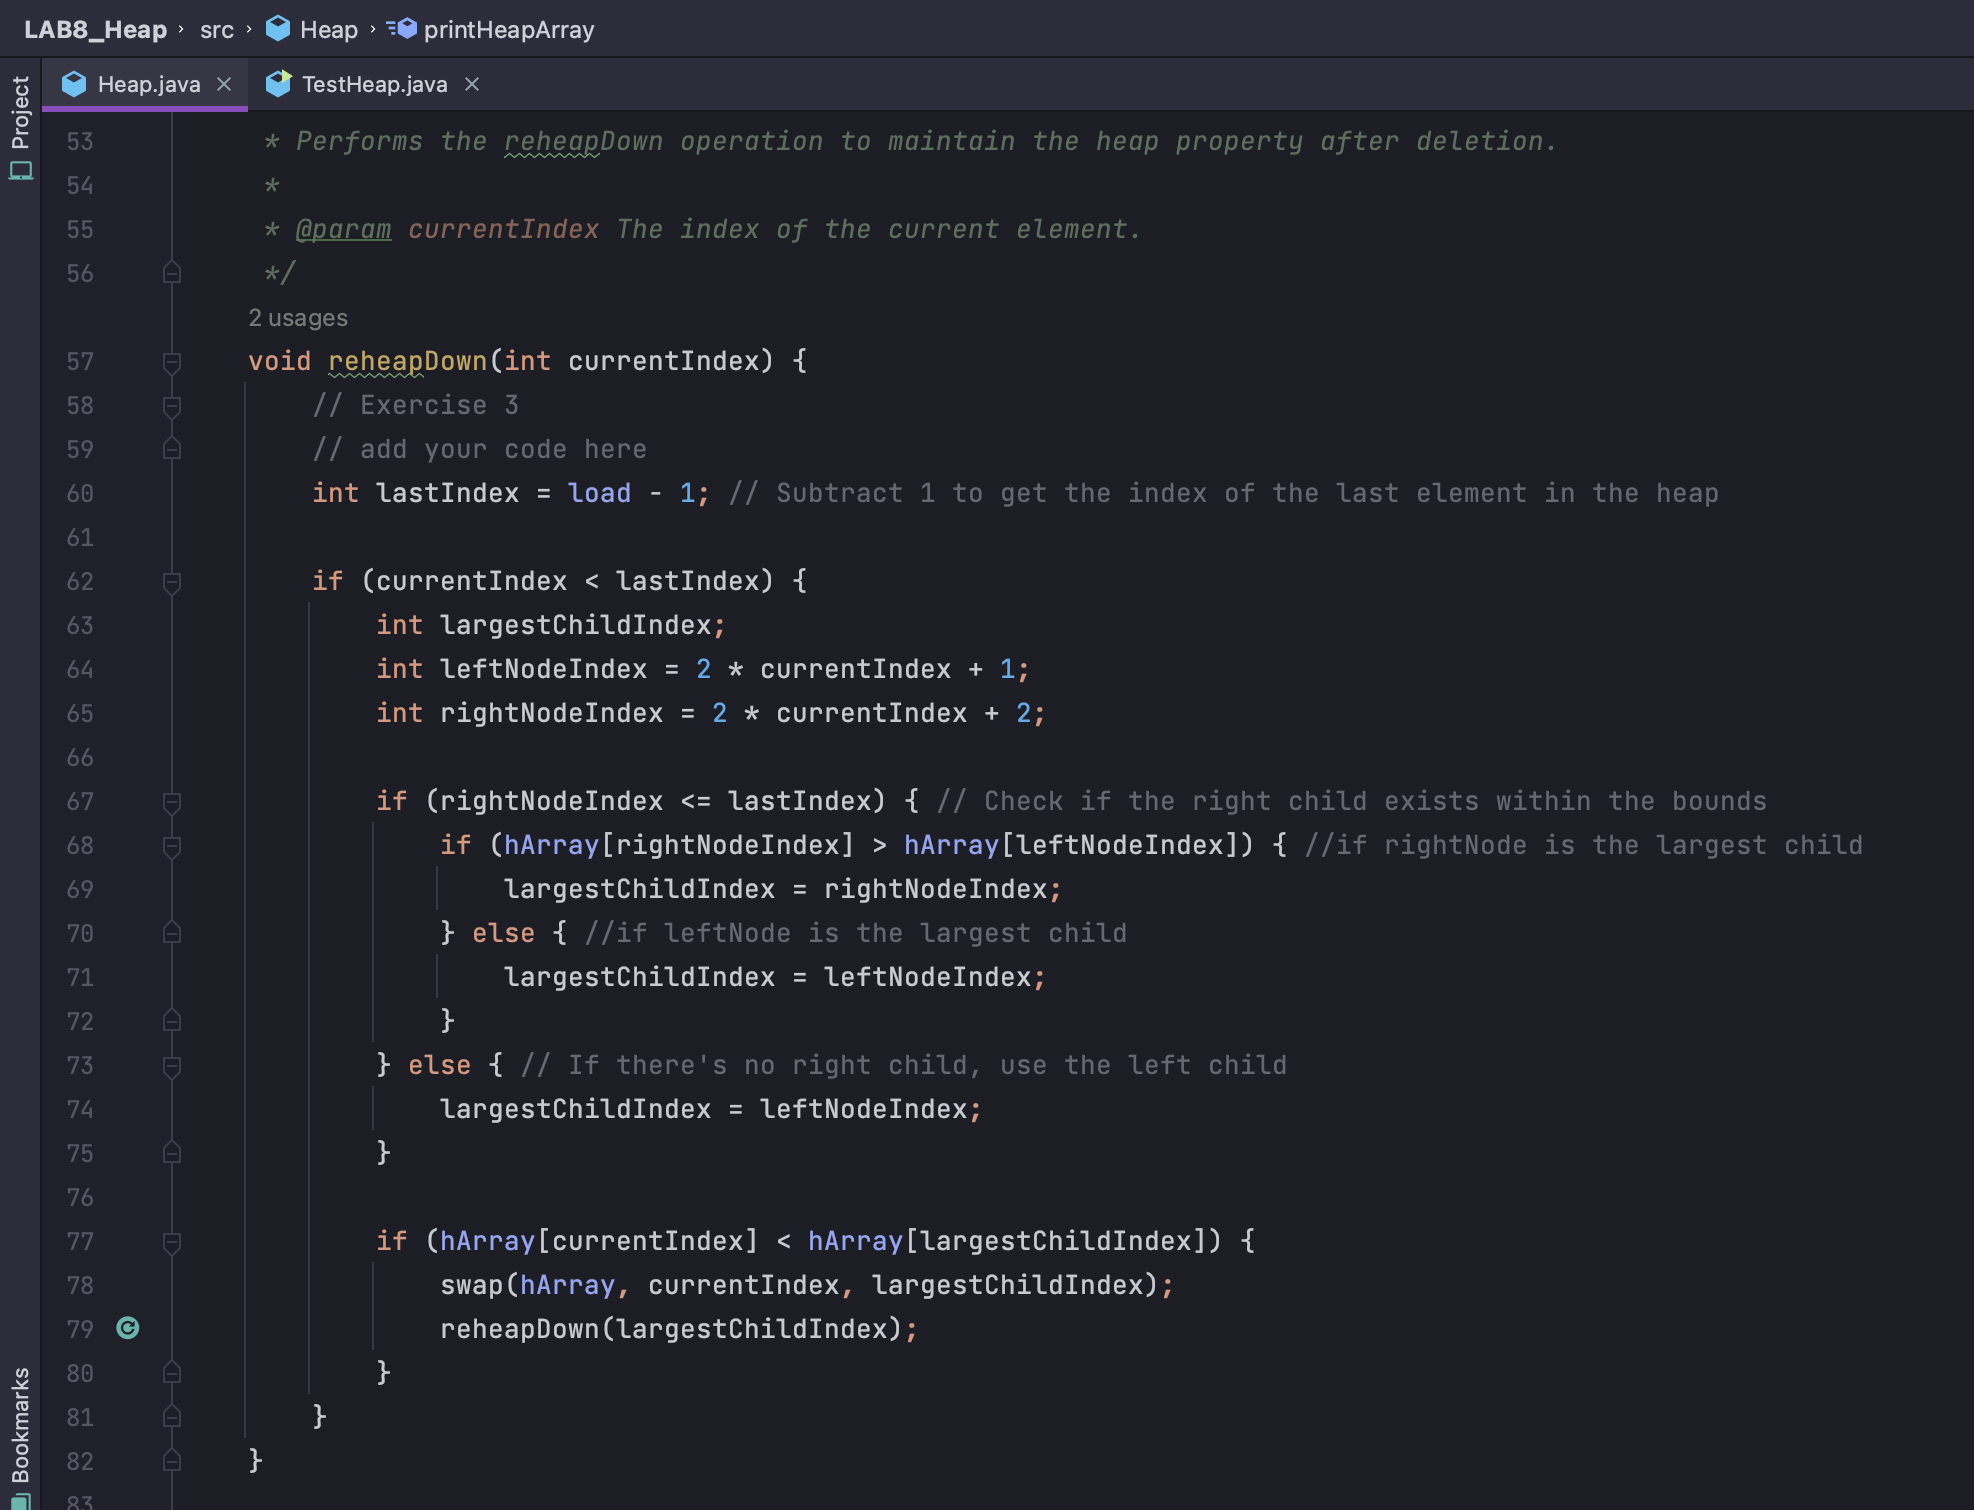 LAB8_Heap › src › Heap › printHeapArray
Project
Heap.java × TestHeap.java ×
53 * Performs the reheapDown operation to maintain the heap property after deletion.
54 *
55 * @param currentIndex The index of the current element.
56 */
2 usages
57 void reheapDown(int currentIndex) {
58 // Exercise 3
59 // add your code here
60 int lastIndex = load - 1; // Subtract 1 to get the index of the last element in the heap
61
62 if (currentIndex < lastIndex) {
63 int largestChildIndex;
64 int leftNodeIndex = 2 * currentIndex + 1;
65 int rightNodeIndex = 2 * currentIndex + 2;
66
67 if (rightNodeIndex <= lastIndex) { // Check if the right child exists within the bounds
68 if (hArray[rightNodeIndex] > hArray[leftNodeIndex]) { //if rightNode is the largest child
69 largestChildIndex = rightNodeIndex;
70 } else { //if leftNode is the largest child
71 largestChildIndex = leftNodeIndex;
72 }
73 } else { // If there's no right child, use the left child
74 largestChildIndex = leftNodeIndex;
75 }
76
77 if (hArray[currentIndex] < hArray[largestChildIndex]) {
78 swap(hArray, currentIndex, largestChildIndex);
79 reheapDown(largestChildIndex);
80 }
81 }
82 }
83
Bookmarks